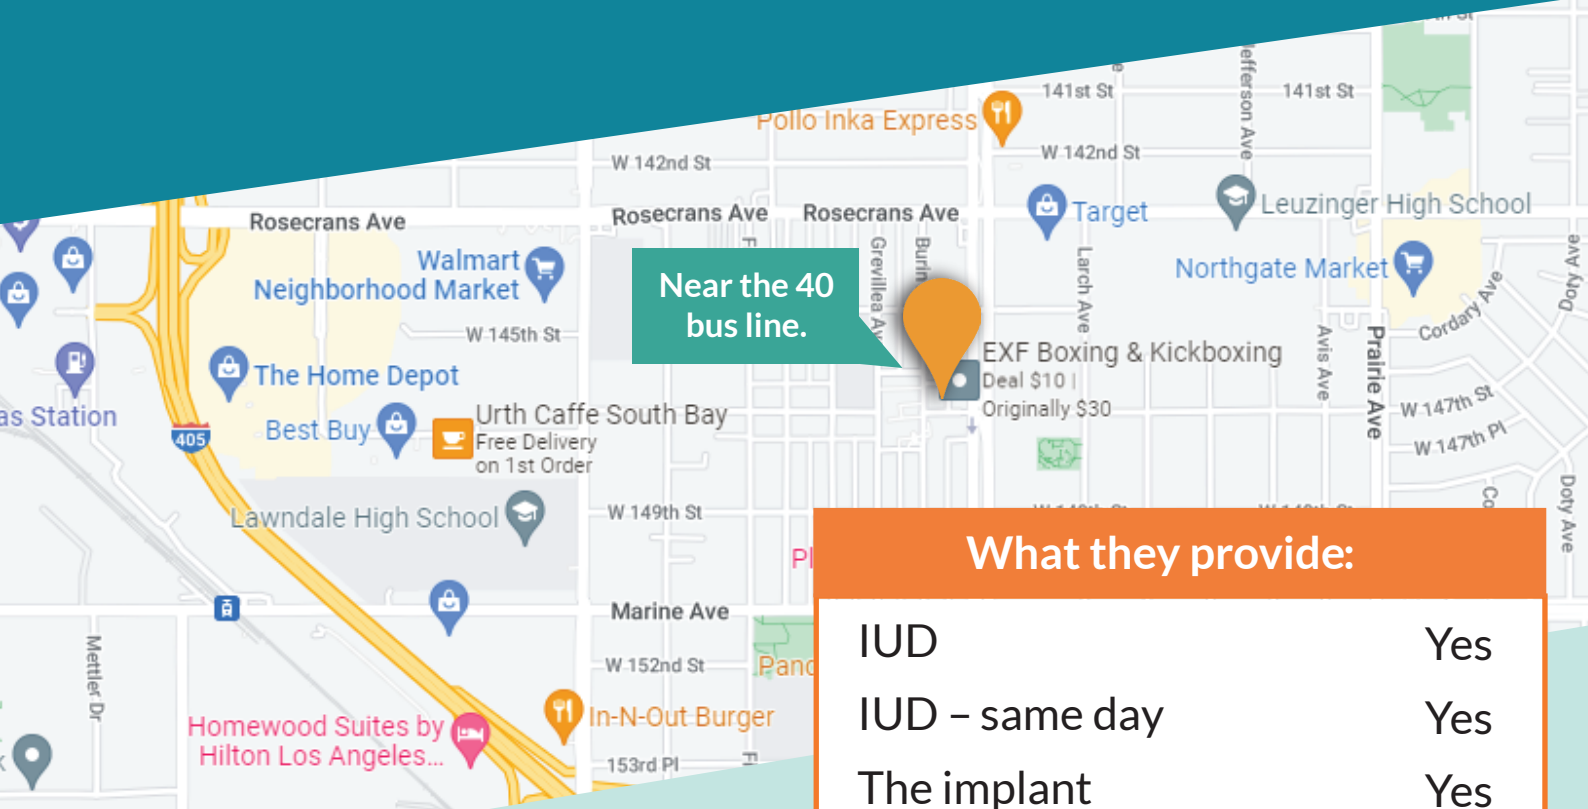 141st St
141st St
Jefferson Ave
Pollo Inka Express
W 142nd St
W 142nd St
Rosecrans Ave
Rosecrans Ave
Rosecrans Ave
Target
Leuzinger High School
Walmart
Neighborhood Market
Northgate Market
Near the 40
bus line.
Grevillea
Larch Ave
Doty Ave
Cordary Ave
W 145th St
Avis Ave
Prairie Ave
EXF Boxing & Kickboxing
Deal $10 |
Originally $30
The Home Depot
Station
405
Best Buy
Urth Caffe South Bay
Free Delivery
on 1st Order
W 147th St
W 147th Pl
Lawndale High School
W 149th St
Doty Ave
What they provide:
Marine Ave
Mettler Dr
W 152nd St
IUD Yes
IUD – same day Yes
The implant Yes
Homewood Suites by
Hilton Los Angeles...
In-N-Out Burger
153rd Pl